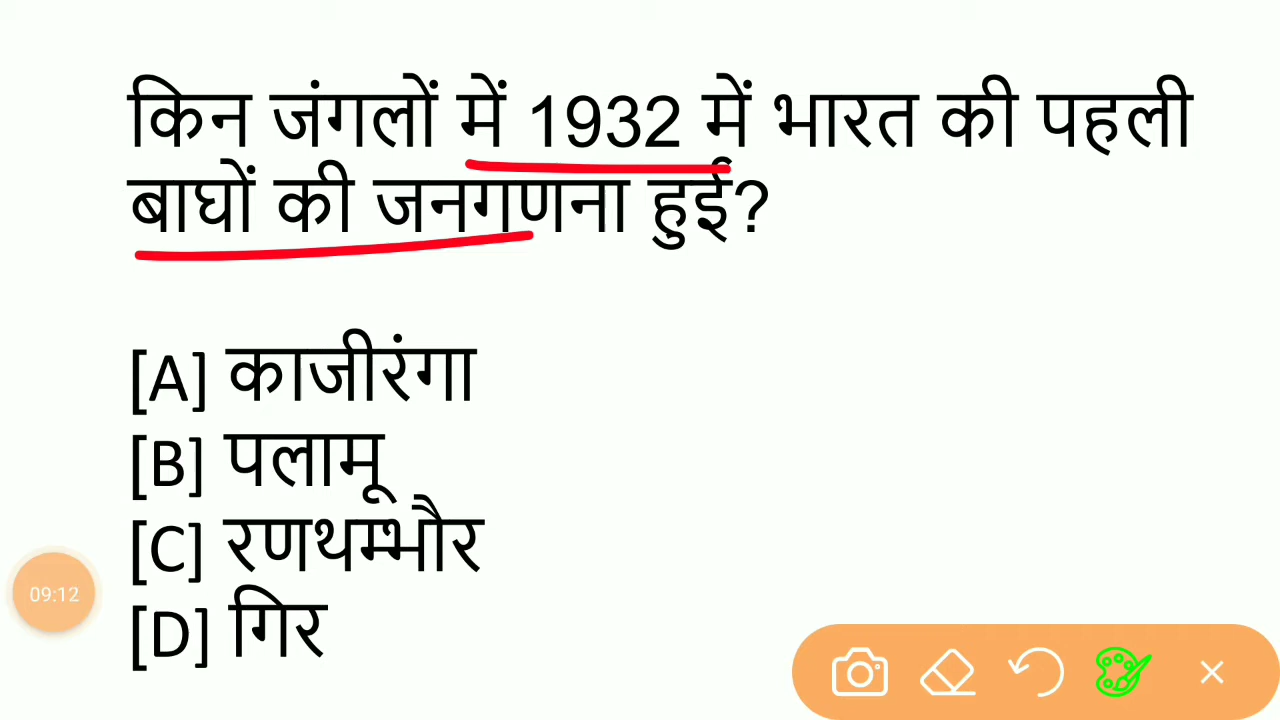 किन जंगलों में 1932 में भारत की पहली
बाघों की जनगणना हुई?
[A] काजीरंगा
[B] पलामू
[C] रणथम्भौर
[D] गिर
09:12